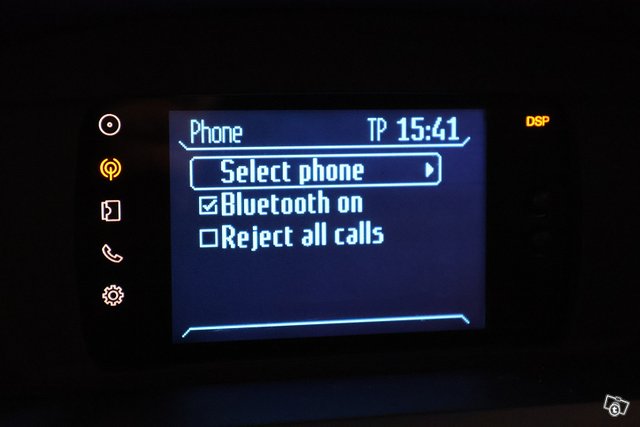 Phone TP 15:41
DSP
Select phone
Bluetooth on
Reject all calls